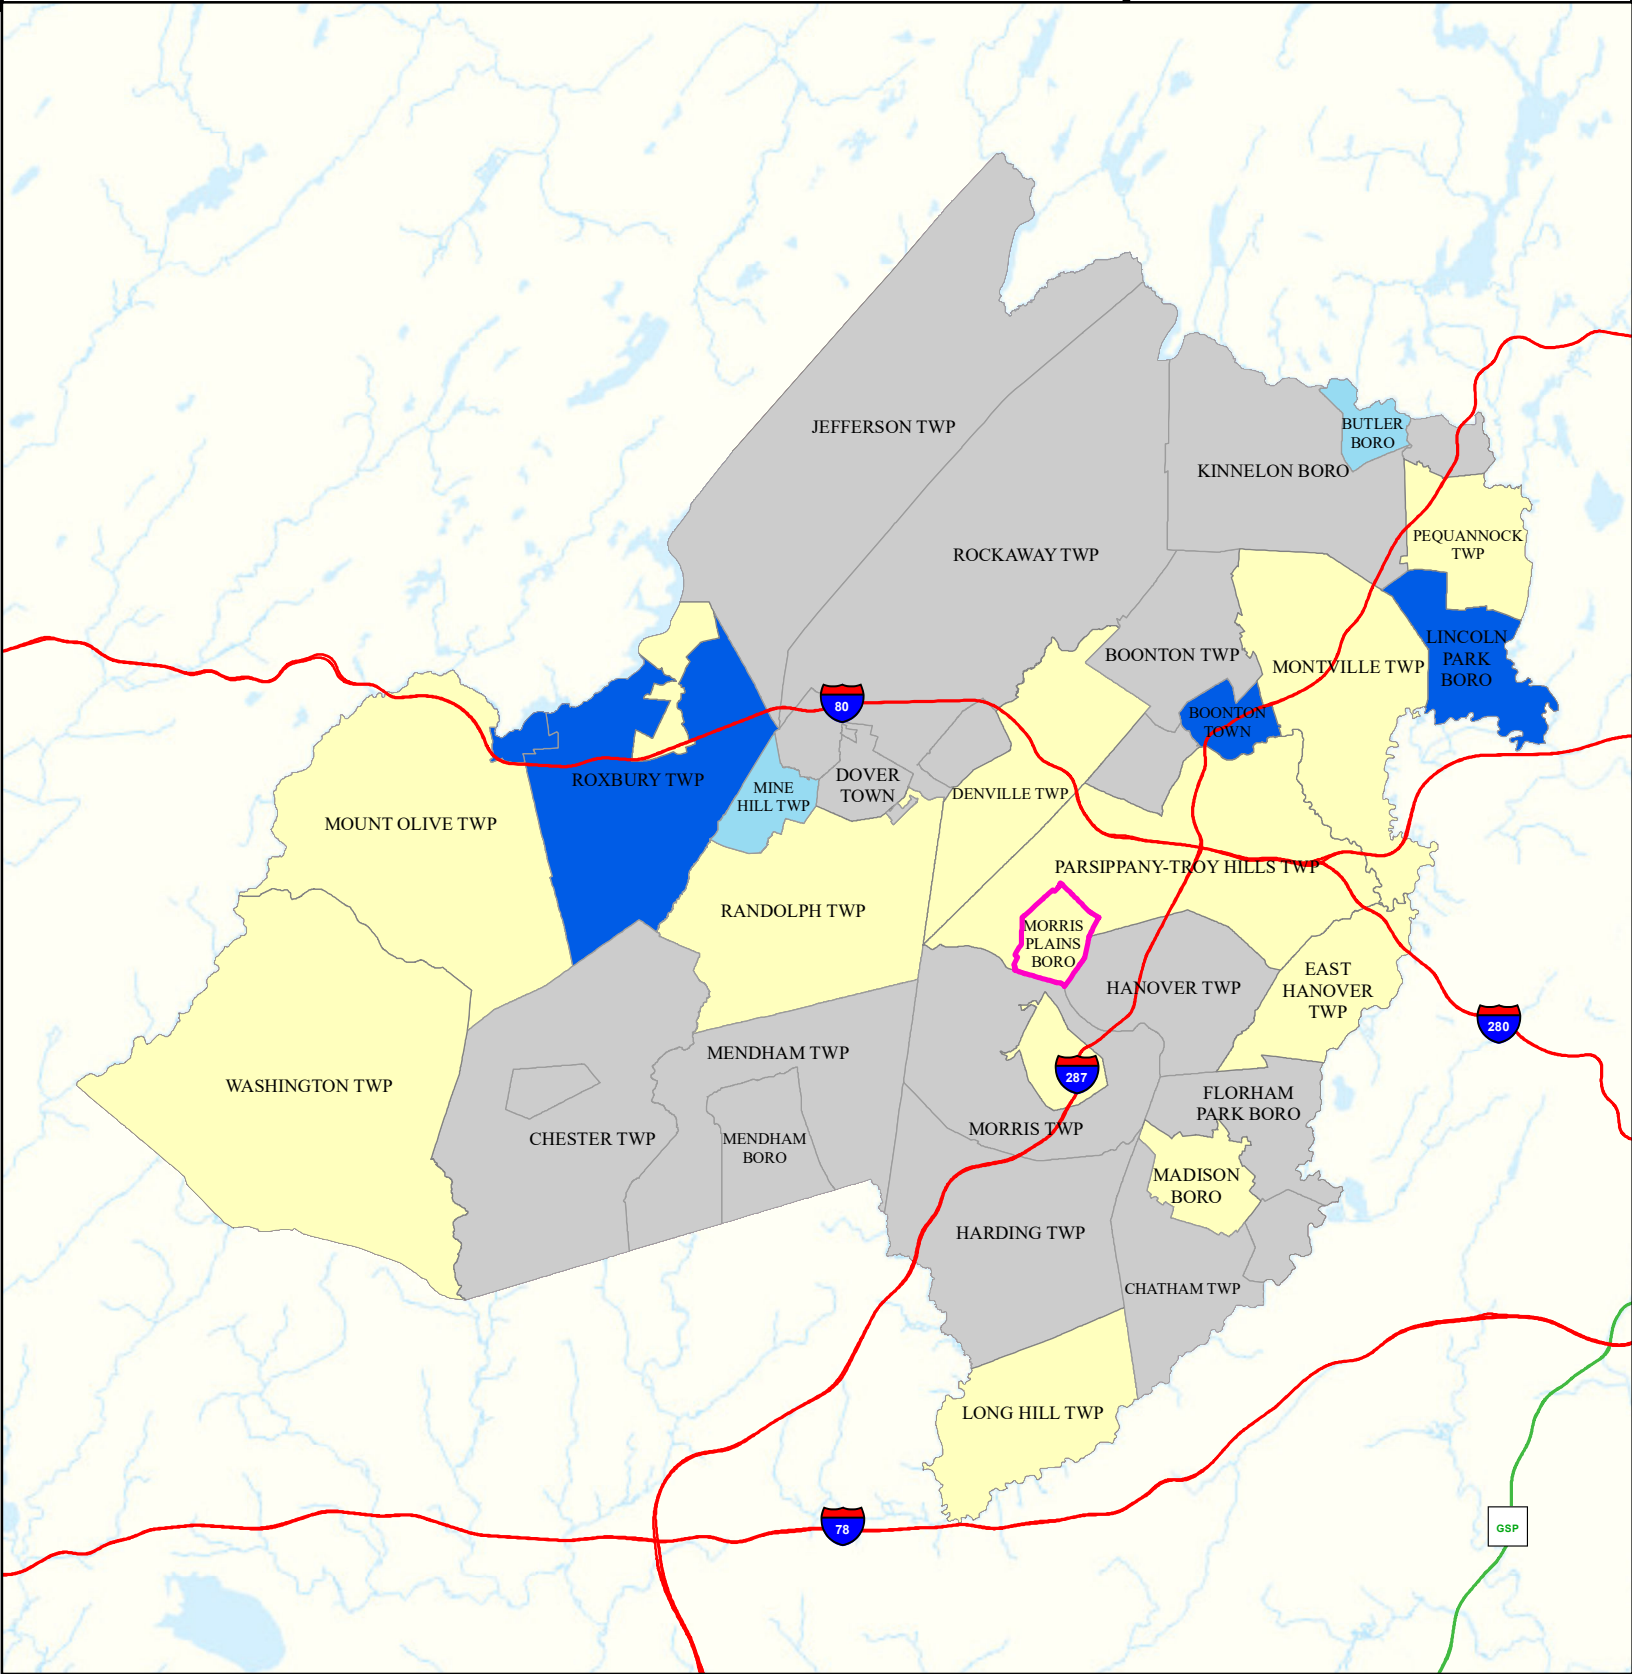 JEFFERSON TWP
BUTLER
BORO
KINNELON BORO
ROCKAWAY TWP
PEQUANNOCK
TWP
BOONTON TWP
MONTVILLE TWP
LINCOLN
PARK
BORO
80
BOONTON
TOWN
ROXBURY TWP
MINE
HILL TWP
DOVER
TOWN
DENVILLE TWP
MOUNT OLIVE TWP
PARSIPPANY-TROY HILLS TWP
RANDOLPH TWP
MORRIS
PLAINS
BORO
HANOVER TWP
EAST
HANOVER
TWP
280
MENDHAM TWP
287
WASHINGTON TWP
FLORHAM
PARK BORO
CHESTER TWP
MENDHAM
BORO
MORRIS TWP
MADISON
BORO
HARDING TWP
CHATHAM TWP
LONG HILL TWP
78
GSP